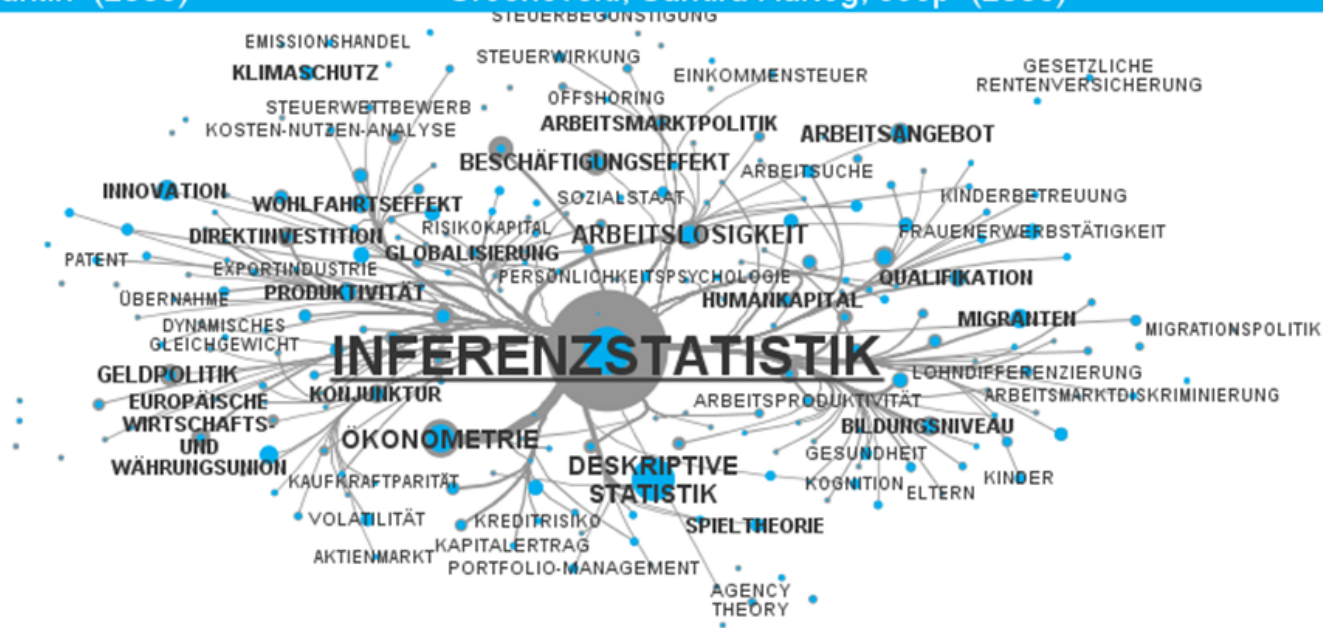 (2006)
STEUERBEGÜNSTIGUNG
EMISSIONSHANDEL
STEUERWIRKUNG
KLIMASCHUTZ
EINKOMMENSTEUER
GESETZLICHE
RENTENVERSICHERUNG
OFFSHORING
STEUERWETTBEWERB
KOSTEN-NUTZEN-ANALYSE
ARBEITSMARKTPOLITIK
ARBEITSANGEBOT
BESCHÄFTIGUNGSEFFEKT
ARBEITSUCHE
INNOVATION
WOHLFAHRTSEFFEKT
SOZIALSTAAT
KINDERBETREUUNG
DIREKTINVESTITION
RISIKOKAPITAL
ARBEITSLOSIGKEIT
FRAUENERWERBSTÄTIGKEIT
PATENT
EXPORTINDUSTRIE
GLOBALISIERUNG
PERSÖNLICHKEITSPSYCHOLOGIE
QUALIFIKATION
ÜBERNAHME
PRODUKTIVITÄT
HUMANKAPITAL
DYNAMISCHES
GLEICHGEWICHT
MIGRANTEN
MIGRATIONSPOLITIK
INFERENZSTATISTIK
GELDPOLITIK
LOHNDIFFERENZIERUNG
KONJUNKTUR
ARBEITSPRODUKTIVITÄT
ARBEITSMARKTDISKRIMINIERUNG
EUROPÄISCHE
WIRTSCHAFTS-
UND
WÄHRUNGSUNION
ÖKONOMETRIE
BILDUNGSNIVEAU
GESUNDHEIT
DESKRIPTIVE
STATISTIK
KAUFKRAFTPARITÄT
KOGNITION
ELTERN
KINDER
VOLATILITÄT
KREDITRISIKO
SPIELTHEORIE
AKTIENMARKT
KAPITALERTRAG
PORTFOLIO-MANAGEMENT
AGENCY
THEORY